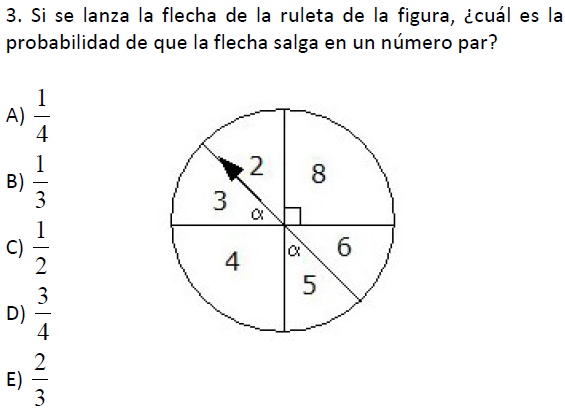 3. Si se lanza la flecha de la ruleta de la figura, ¿cuál es la
probabilidad de que la flecha salga en un número par?
A) 1/4
B) 1/3
C) 1/2
D) 3/4
E) 2/3
2
8
3
α
4
α
6
5